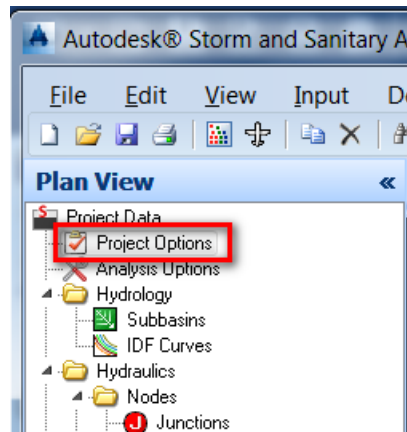 Autodesk® Storm and Sanitary A
File Edit View Input D
Plan View «
Project Data
Project Options
Analysis Options
Hydrology
Subbasins
IDF Curves
Hydraulics
Nodes
J Junctions